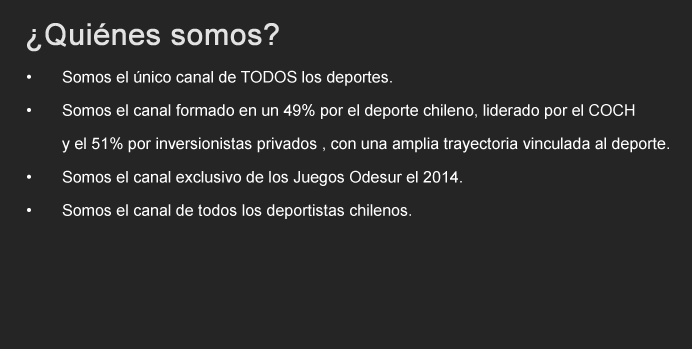 ¿Quiénes somos?
• Somos el único canal de TODOS los deportes.
• Somos el canal formado en un 49% por el deporte chileno, liderado por el COCH
y el 51% por inversionistas privados , con una amplia trayectoria vinculada al deporte.
• Somos el canal exclusivo de los Juegos Odesur el 2014.
• Somos el canal de todos los deportistas chilenos.